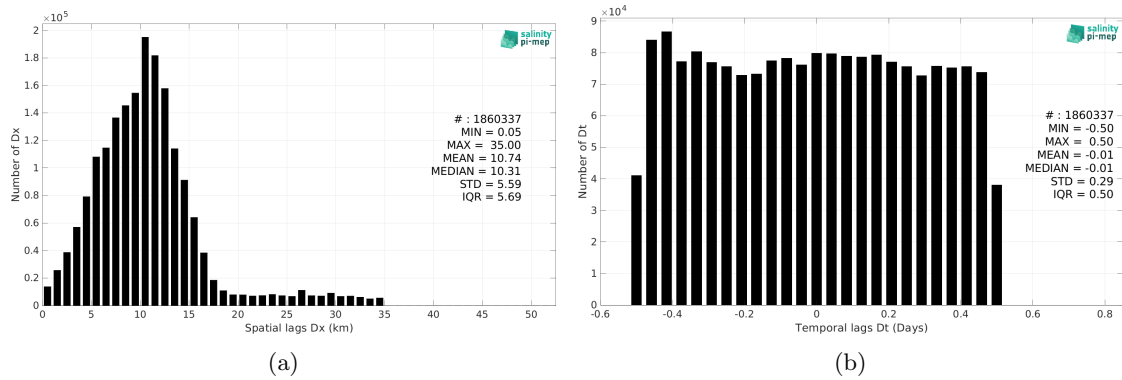 ×10⁵
2
1.8
1.6
1.4
1.2
1
0.8
0.6
0.4
0.2
0
Number of Dx
salinity
pi-mep
# : 1860337
MIN = 0.05
MAX = 35.00
MEAN = 10.74
MEDIAN = 10.31
STD = 5.59
IQR = 5.69
0 5 10 15 20 25 30 35 40 45 50
Spatial lags Dx (km)
(a)
×10⁴
9
8
7
6
5
4
3
2
1
0
Number of Dt
salinity
pi-mep
# : 1860337
MIN = -0.50
MAX = 0.50
MEAN = -0.01
MEDIAN = -0.01
STD = 0.29
IQR = 0.50
-0.6 -0.4 -0.2 0 0.2 0.4 0.6 0.8
Temporal lags Dt (Days)
(b)